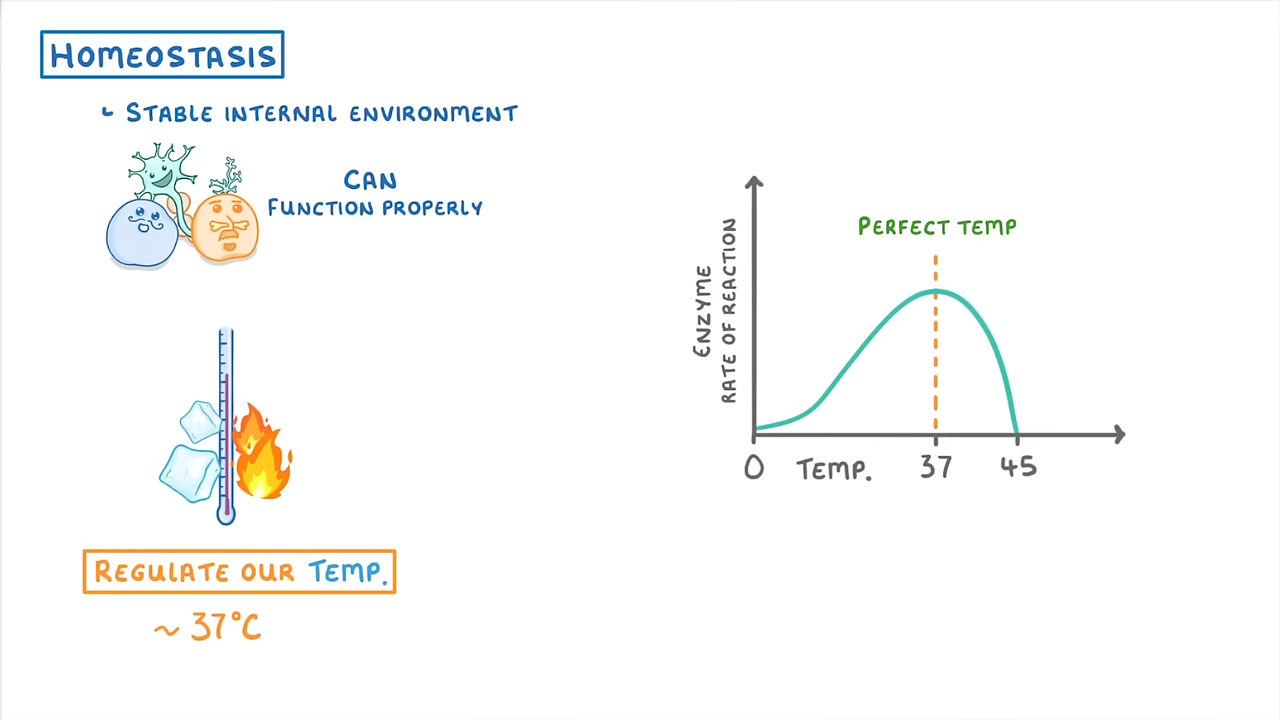 HOMEOSTASIS
STABLE INTERNAL ENVIRONMENT
CAN
FUNCTION PROPERLY
REGULATE OUR TEMP.
~ 37°C
PERFECT TEMP
ENZYME
RATE OF REACTION
0 TEMP. 37 45